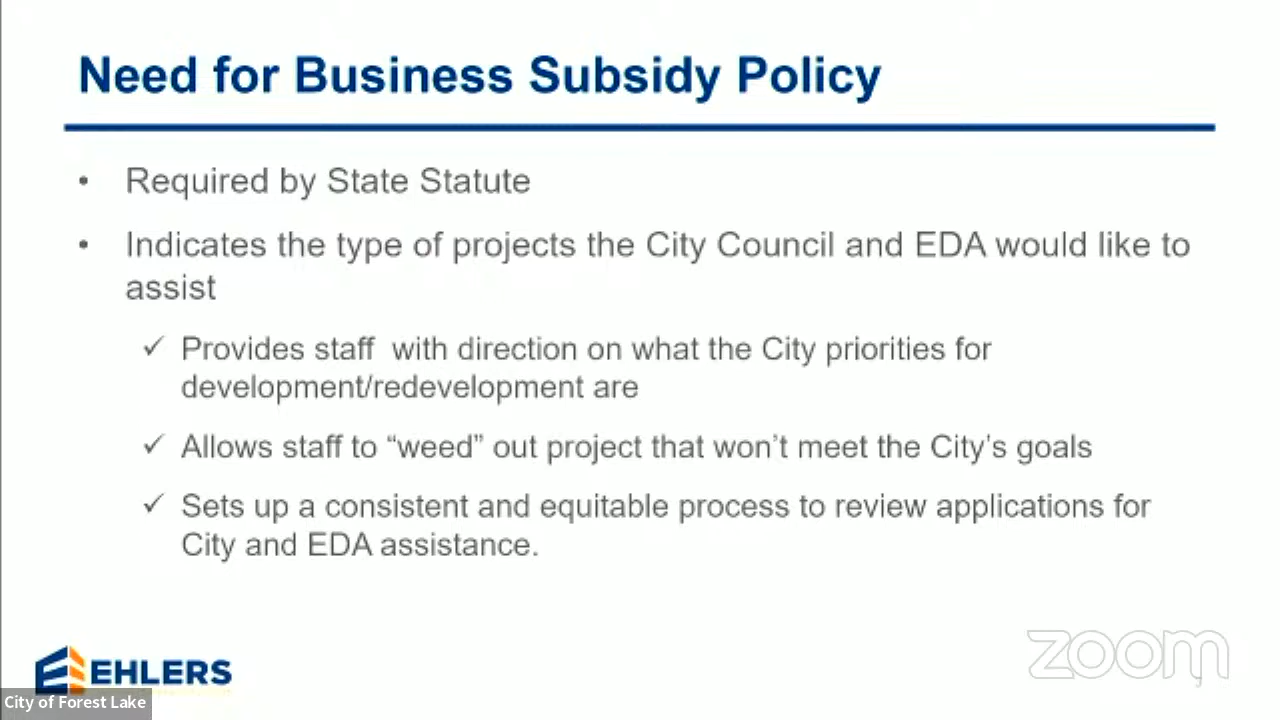 Need for Business Subsidy Policy
• Required by State Statute
• Indicates the type of projects the City Council and EDA would like to
assist
✓ Provides staff  with direction on what the City priorities for
development/redevelopment are
✓ Allows staff to “weed” out project that won’t meet the City’s goals
✓ Sets up a consistent and equitable process to review applications for
City and EDA assistance.
EHLERS
zoom
City of Forest Lake